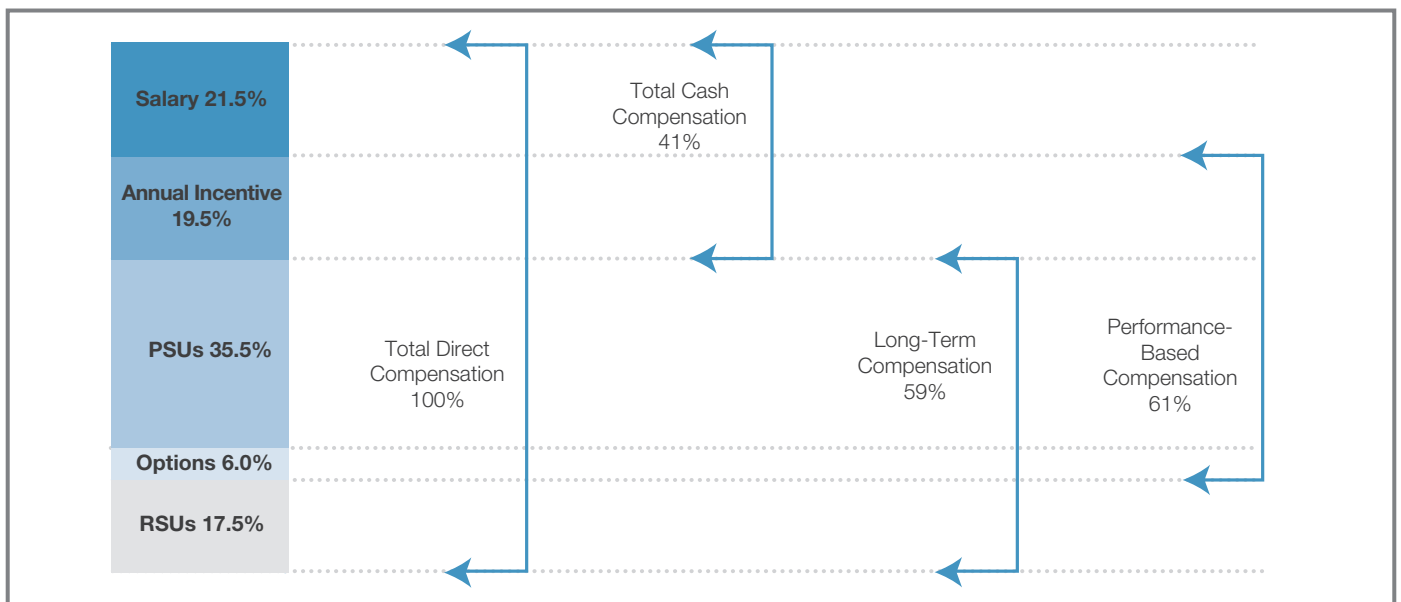 Salary 21.5%
Annual Incentive
19.5%
PSUs 35.5%
Options 6.0%
RSUs 17.5%
Total Direct
Compensation
100%
Total Cash
Compensation
41%
Long-Term
Compensation
59%
Performance-
Based
Compensation
61%